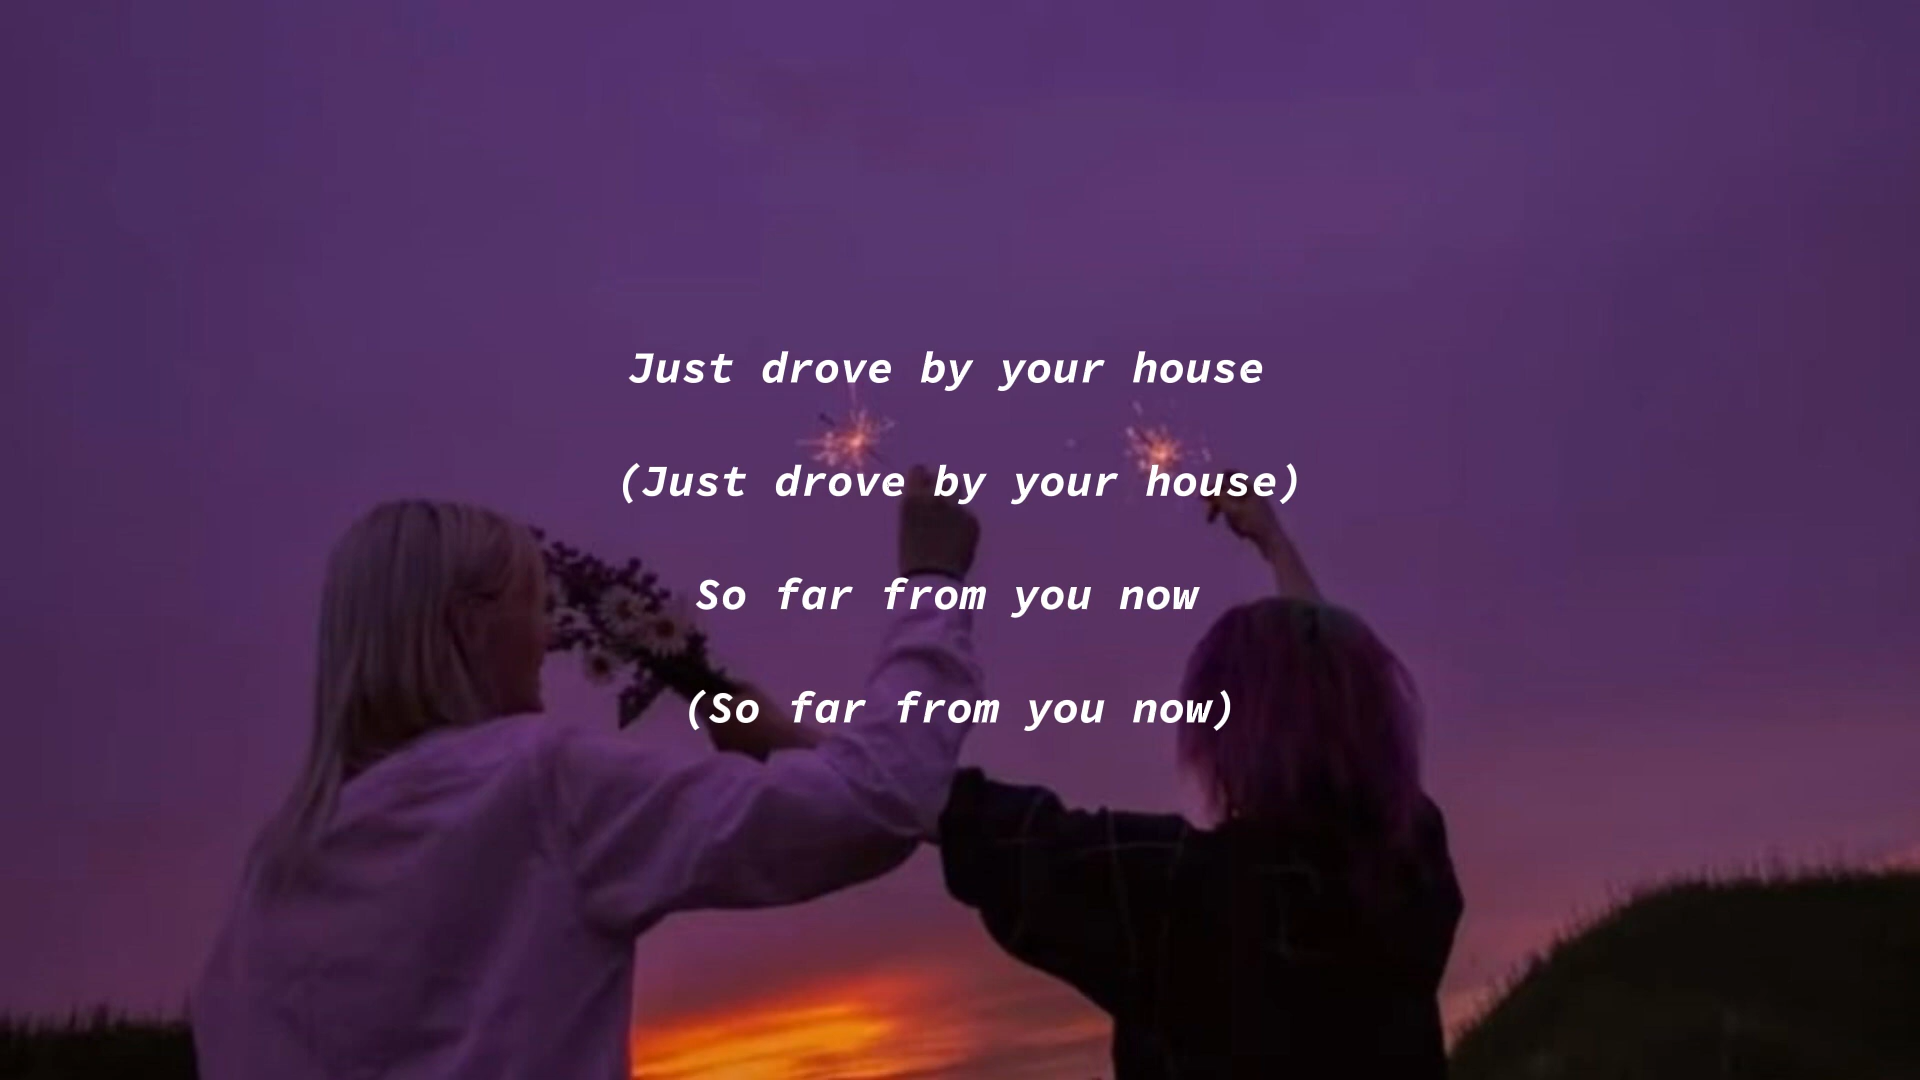 Just drove by your house
(Just drove by your house)
So far from you now
(So far from you now)